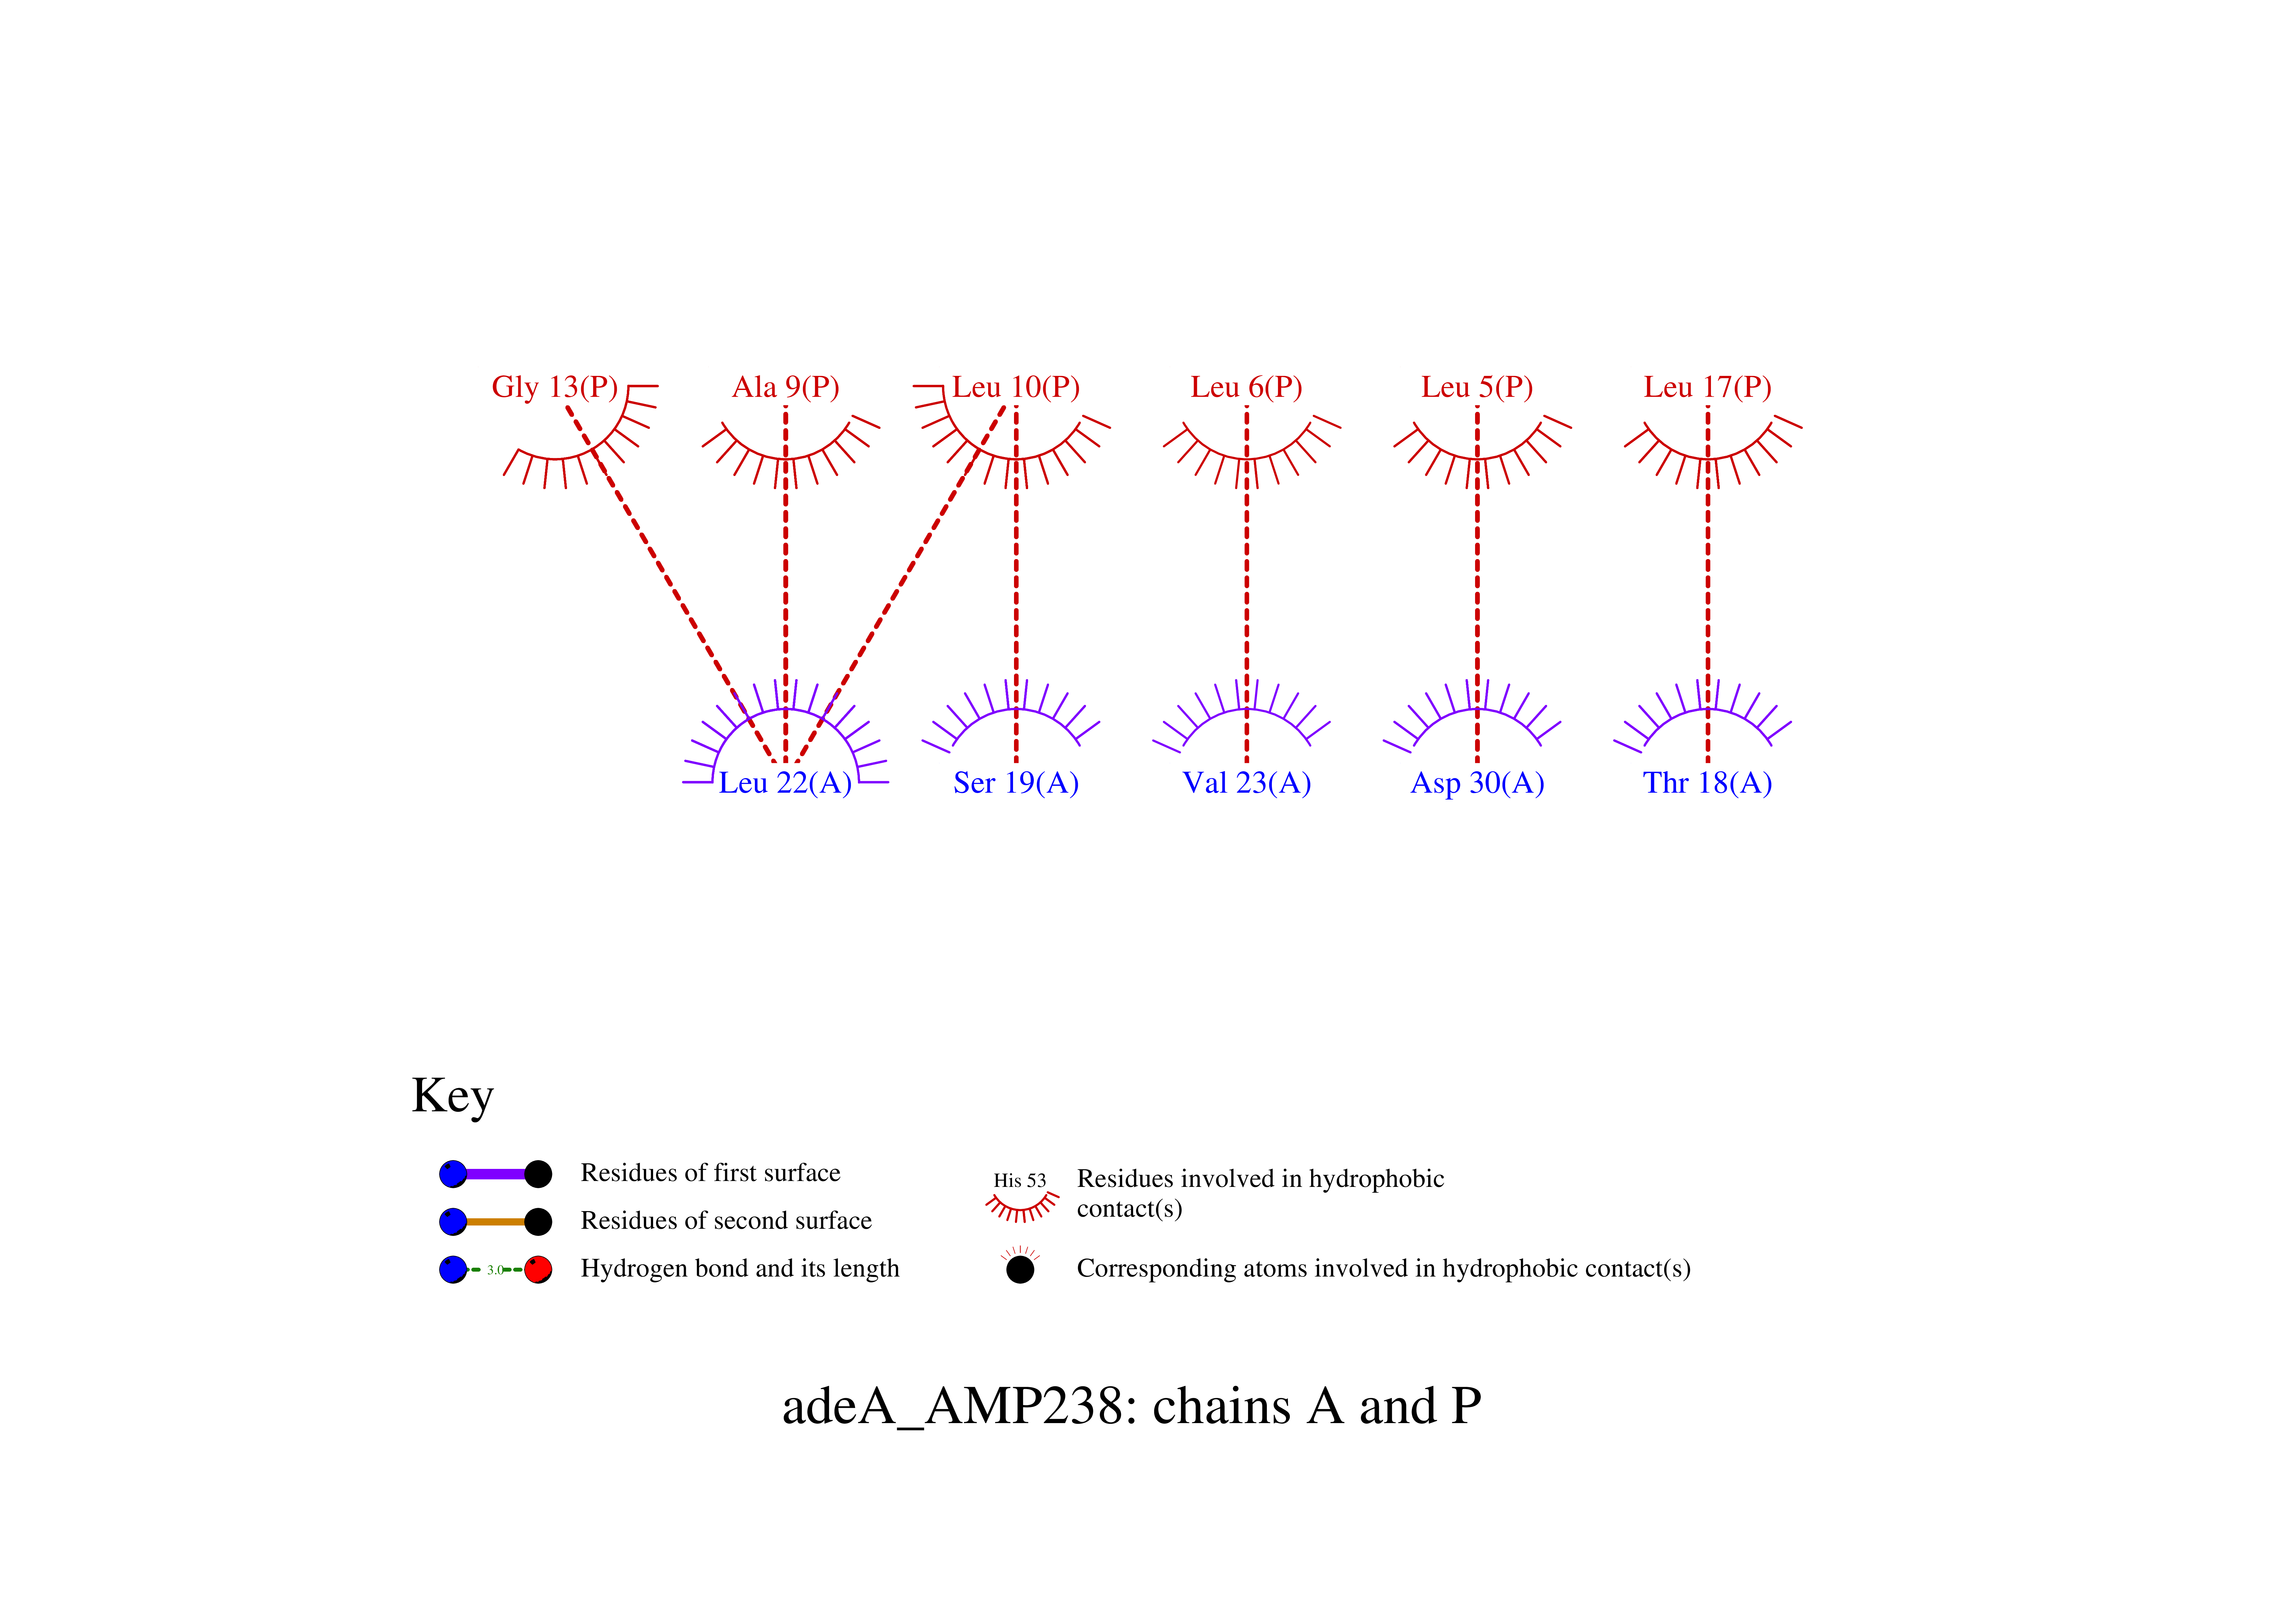 Gly 13(P) Ala 9(P) Leu 10(P) Leu 6(P) Leu 5(P) Leu 17(P)
Leu 22(A) Ser 19(A) Val 23(A) Asp 30(A) Thr 18(A)
Key
Residues of first surface
Residues of second surface
3.0 Hydrogen bond and its length
His 53 Residues involved in hydrophobic
contact(s)
Corresponding atoms involved in hydrophobic contact(s)
adeA_AMP238: chains A and P